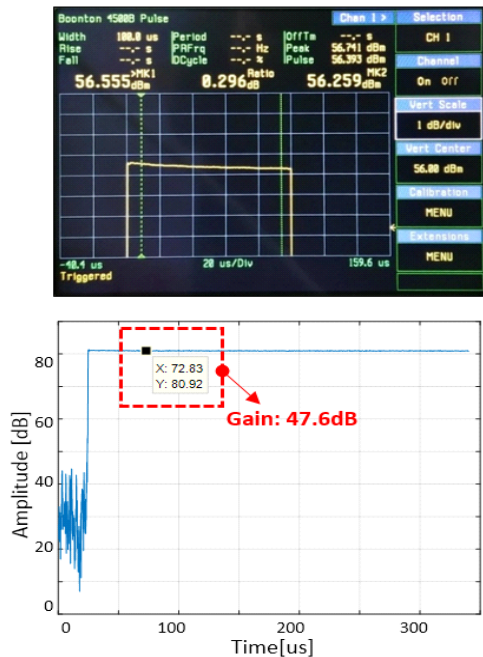 Boonton 4500B Pulse Chan 1 > Selection
Width 100.0 us Period --.- s OffTm --.- s CH 1
Rise --.- s PRFrq --.- Hz Peak 56.741 dBm
Fall --.- s DCycle --.- % Pulse 56.393 dBm Channel
56.555 >MK1 dBm 0.296 Ratio dB 56.259 MK2 dBm On Off
Vert Scale
1 dB/div
Vert Center
56.00 dBm
Calibration
MENU
Extensions
MENU
-40.4 us 20 us/Div 159.6 us
Triggered
80
60
40
20
0
Amplitude [dB]
X: 72.83
Y: 80.92
Gain: 47.6dB
0 100 200 300
Time[us]